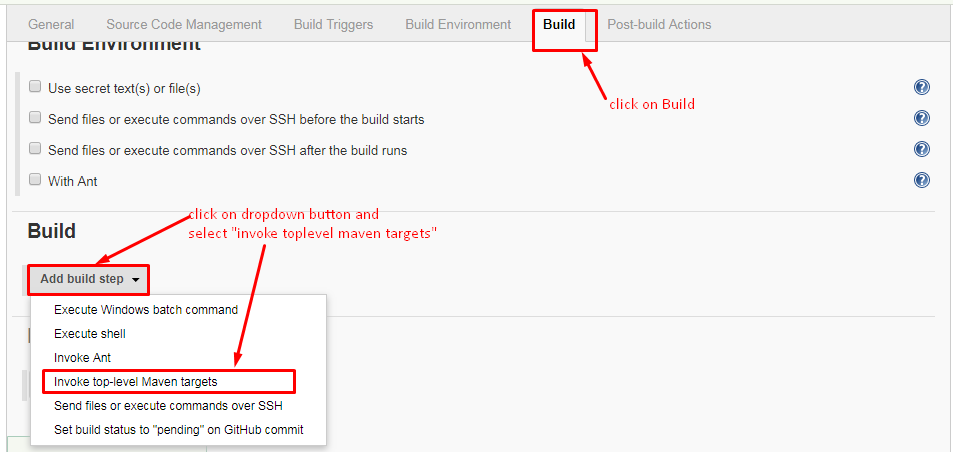 General Source Code Management Build Triggers Build Environment Build Post-build Actions
Build Environment
Use secret text(s) or file(s)
click on Build
Send files or execute commands over SSH before the build starts
Send files or execute commands over SSH after the build runs
With Ant
click on dropdown button and
select "invoke toplevel maven targets"
Build
Add build step
Execute Windows batch command
Execute shell
Invoke Ant
Invoke top-level Maven targets
Send files or execute commands over SSH
Set build status to "pending" on GitHub commit